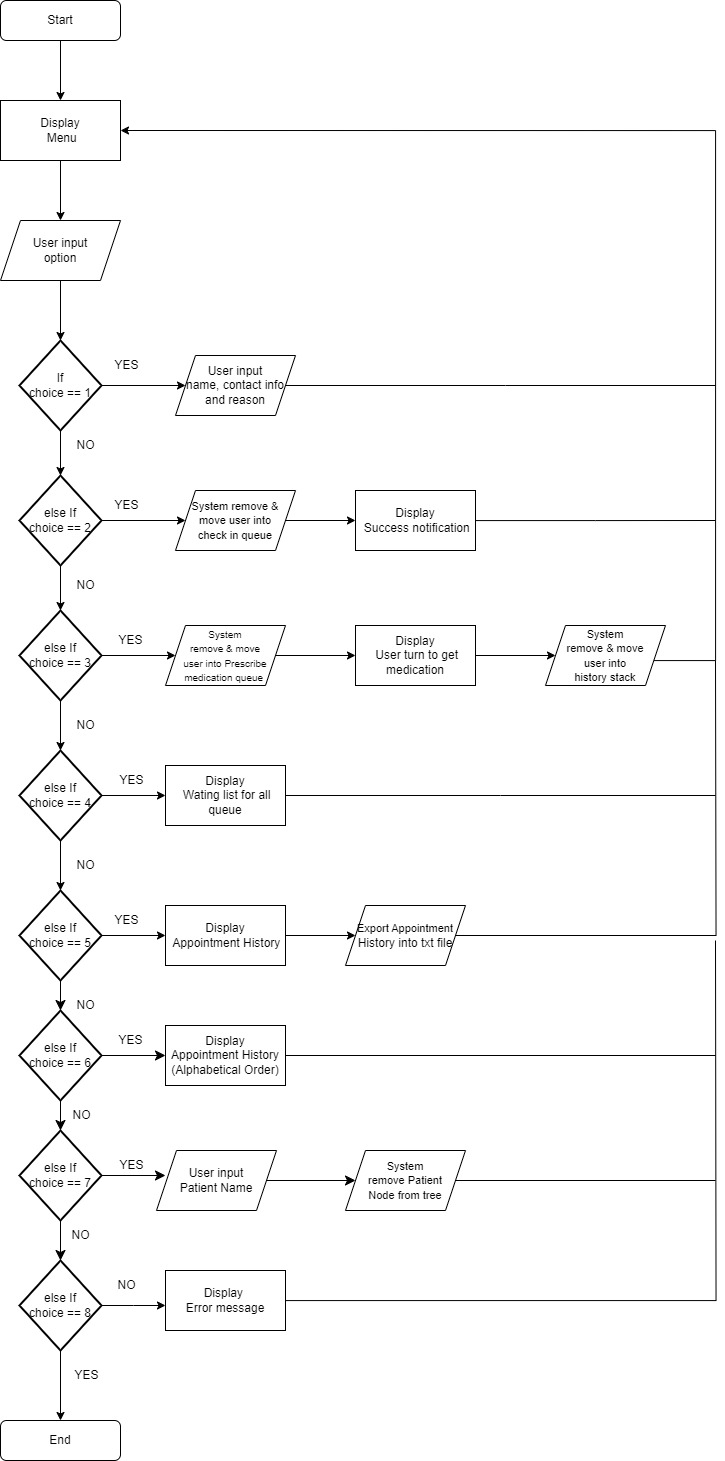 Start
Display
Menu
User input
option
If
choice == 1
YES
User input
name, contact info
and reason
NO
else If
choice == 2
YES
System remove &
move user into
check in queue
Display
Success notification
NO
else If
choice == 3
YES
System
remove & move
user into Prescribe
medication queue
Display
User turn to get
medication
System
remove & move
user into
history stack
NO
else If
choice == 4
YES
Display
Wating list for all
queue
NO
else If
choice == 5
YES
Display
Appointment History
Export Appointment
History into txt file
NO
else If
choice == 6
YES
Display
Appointment History
(Alphabetical Order)
NO
else If
choice == 7
YES
User input
Patient Name
System
remove Patient
Node from tree
NO
else If
choice == 8
NO
Display
Error message
YES
End